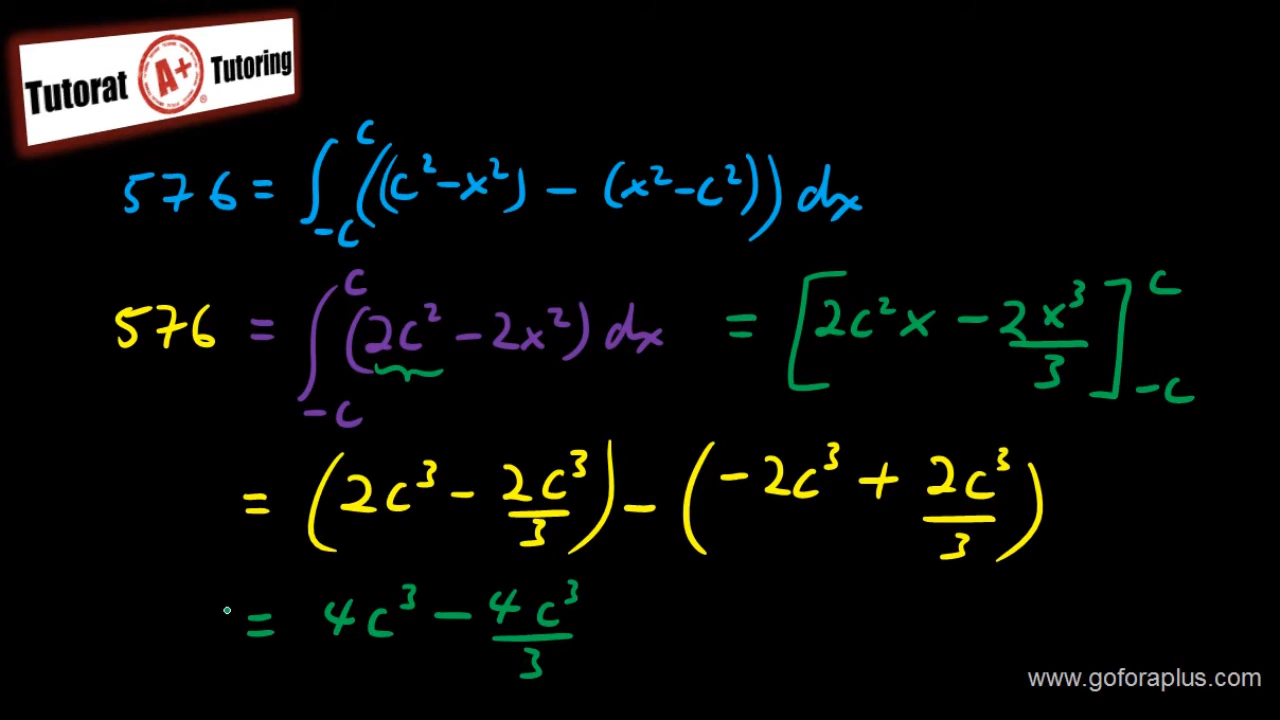 Tutorat A+ Tutoring ®
576 = ∫_{-c}^{c} ((c² - x²) - (x² - c²)) dx
576 = ∫_{-c}^{c} (2c² - 2x²) dx = [2c²x - 2x³/3]_{-c}^{c}
= (2c³ - 2c³/3) - (-2c³ + 2c³/3)
= 4c³ - 4c³/3
www.goforaplus.com